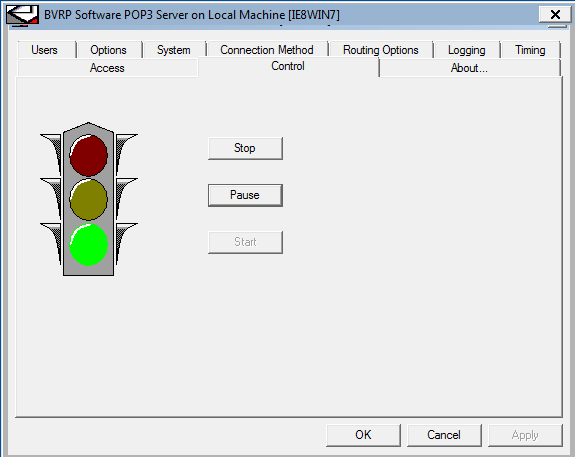 BVRP Software POP3 Server on Local Machine [IE8WIN7]
Users Options System Connection Method Routing Options Logging Timing
Access Control About...
Stop
Pause
Start
OK Cancel Apply